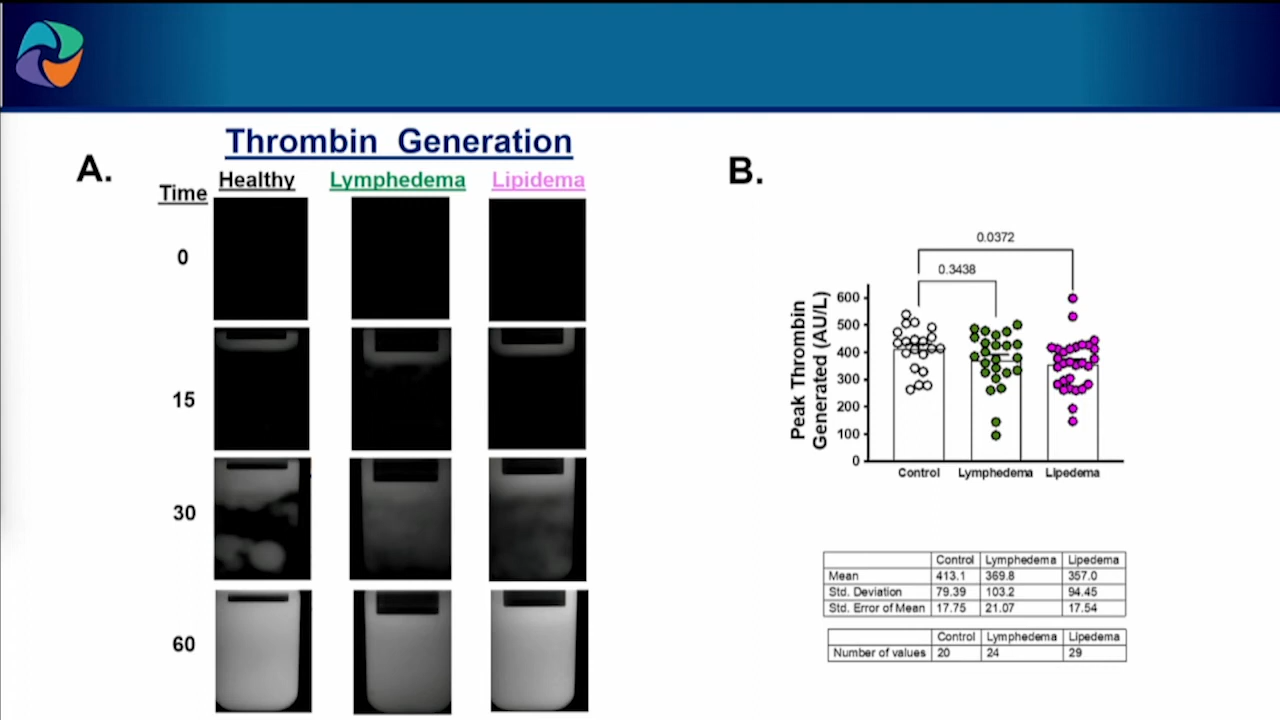 Thrombin Generation
A.
Time Healthy Lymphedema Lipidema
0
15
30
60
B.
0.0372
0.3438
Peak Thrombin
Generated (AU/L)
600
500
400
300
200
100
0
Control Lymphedema Lipedema
Control Lymphedema Lipedema
Mean 413.1 369.8 357.0
Std. Deviation 79.39 103.2 94.45
Std. Error of Mean 17.75 21.07 17.54
Control Lymphedema Lipedema
Number of values 20 24 29